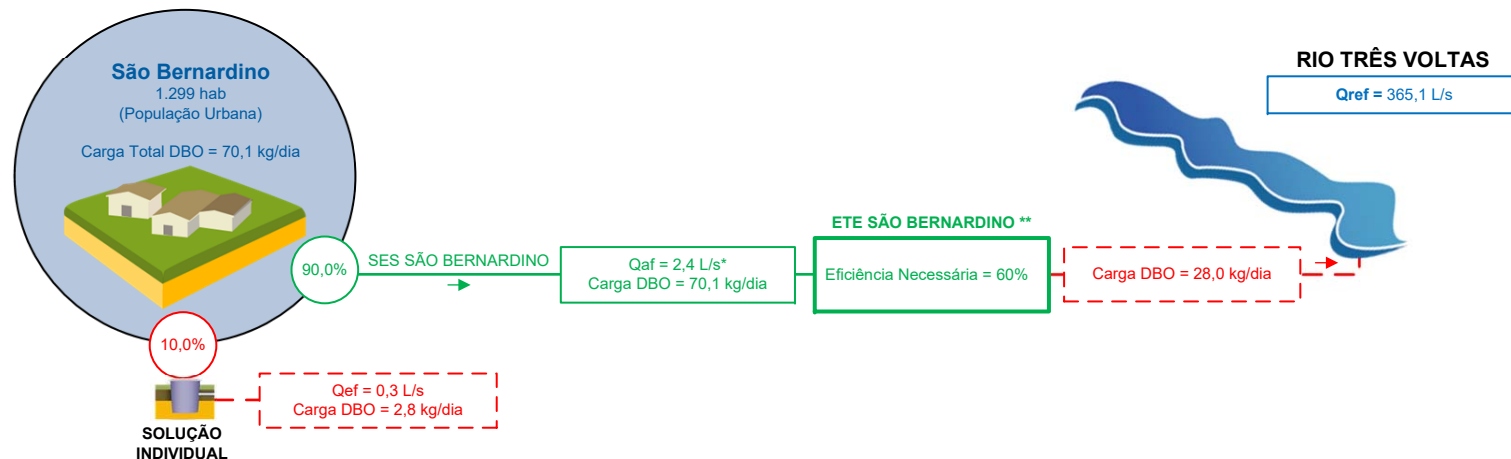 São Bernardino
1.299 hab
(População Urbana)
Carga Total DBO = 70,1 kg/dia
90,0%
SES SÃO BERNARDINO
Qaf = 2,4 L/s*
Carga DBO = 70,1 kg/dia
ETE SÃO BERNARDINO **
Eficiência Necessária = 60%
Carga DBO = 28,0 kg/dia
RIO TRÊS VOLTAS
Qref = 365,1 L/s
10,0%
Qef = 0,3 L/s
Carga DBO = 2,8 kg/dia
SOLUÇÃO
INDIVIDUAL